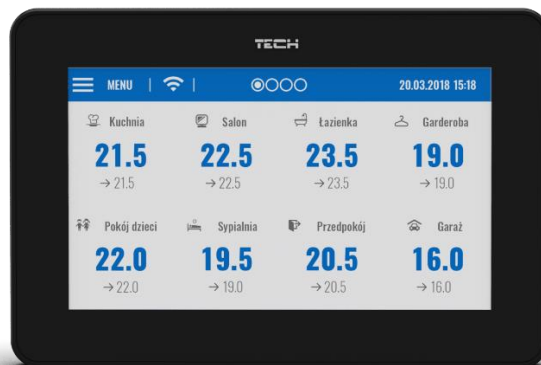 TECH
MENU | | 20.03.2018 15:18
Kuchnia Salon Łazienka Garderoba
21.5 22.5 23.5 19.0
→ 21.5 → 22.5 → 23.5 → 19.0
Pokój dzieci Sypialnia Przedpokój Garaż
22.0 19.5 20.5 16.0
→ 22.0 → 19.0 → 20.5 → 16.0